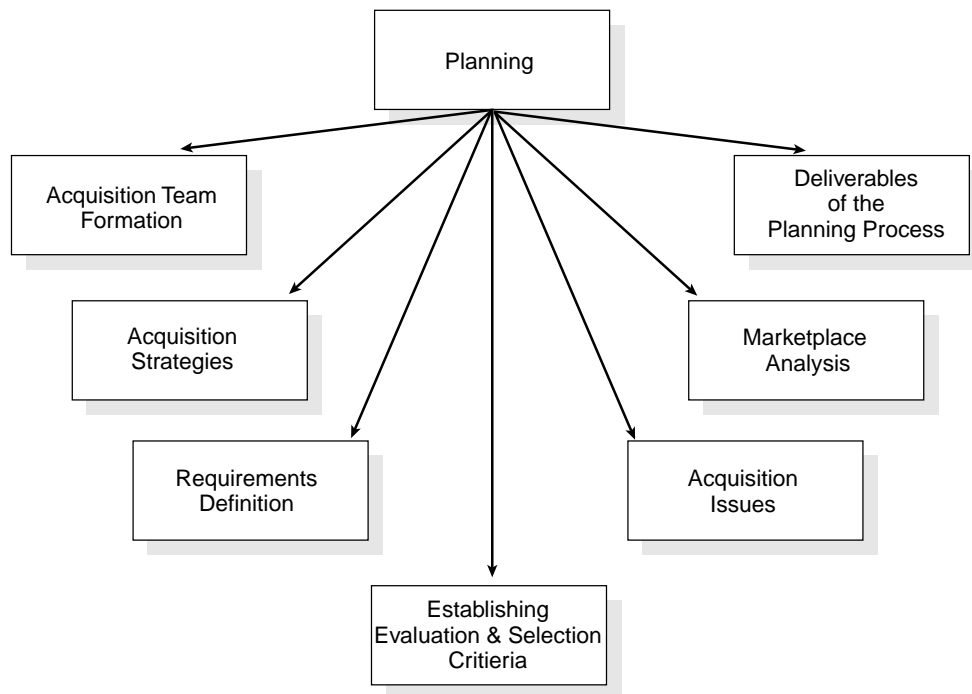 Planning
Acquisition Team
Formation
Deliverables
of the
Planning Process
Acquisition
Strategies
Marketplace
Analysis
Requirements
Definition
Acquisition
Issues
Establishing
Evaluation & Selection
Critieria